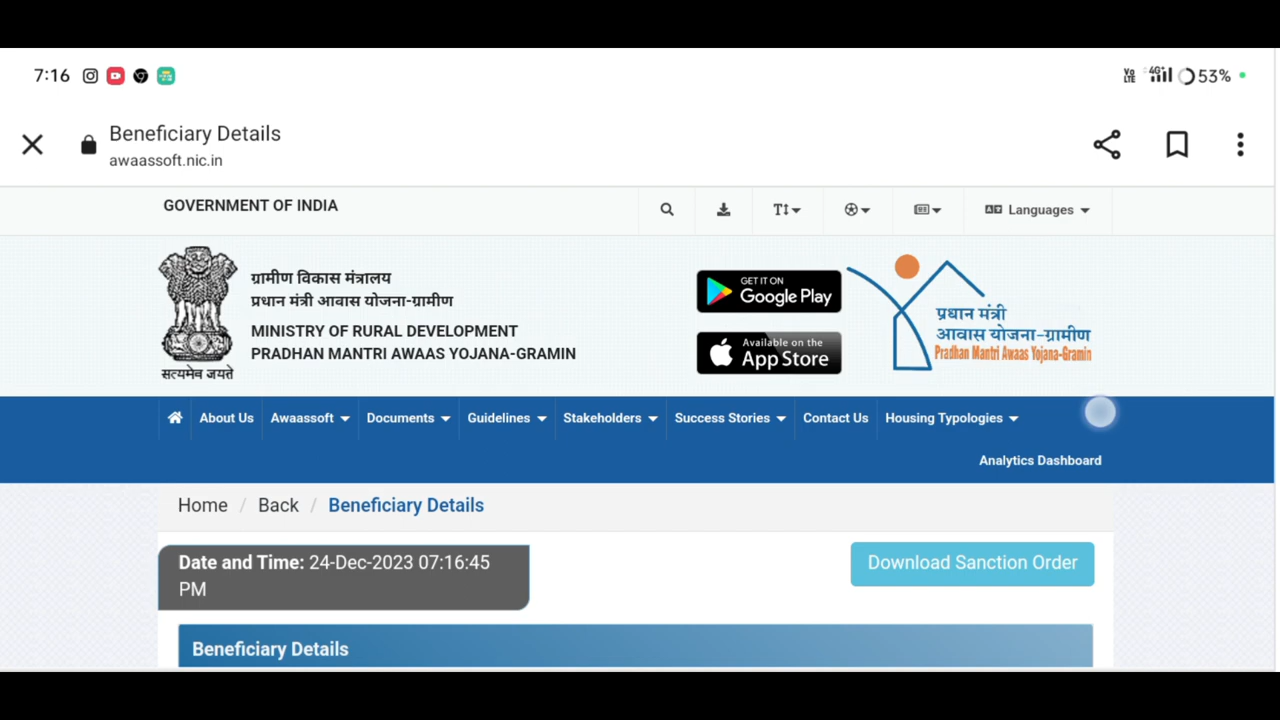 7:16
Vo LTE 4G+ 53%
Beneficiary Details
awaassoft.nic.in
GOVERNMENT OF INDIA
Languages
ग्रामीण विकास मंत्रालय
प्रधान मंत्री आवास योजना-ग्रामीण
MINISTRY OF RURAL DEVELOPMENT
PRADHAN MANTRI AWAAS YOJANA-GRAMIN
सत्यमेव जयते
GET IT ON
Google Play
Available on the
App Store
प्रधान मंत्री
आवास योजना-ग्रामीण
Pradhan Mantri Awaas Yojana-Gramin
About Us Awaassoft Documents Guidelines Stakeholders Success Stories Contact Us Housing Typologies
Analytics Dashboard
Home / Back / Beneficiary Details
Date and Time: 24-Dec-2023 07:16:45
PM
Download Sanction Order
Beneficiary Details